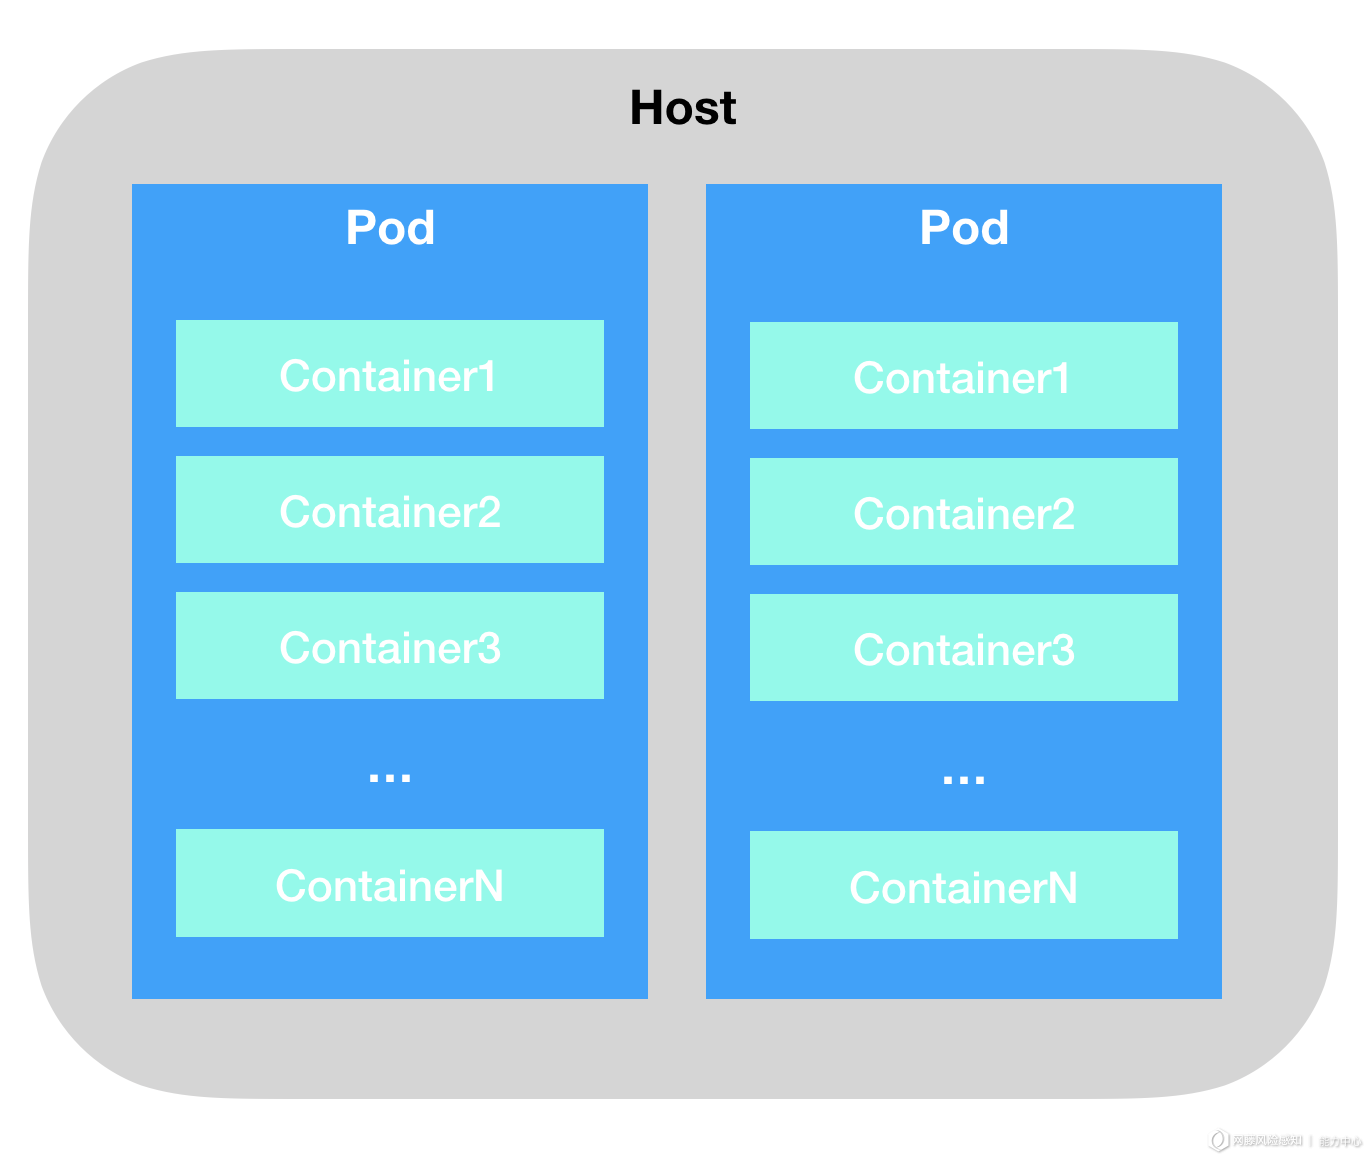 Host
Pod
Container1
Container2
Container3
...
ContainerN
Pod
Container1
Container2
Container3
...
ContainerN
网藤风险感知 | 能力中心